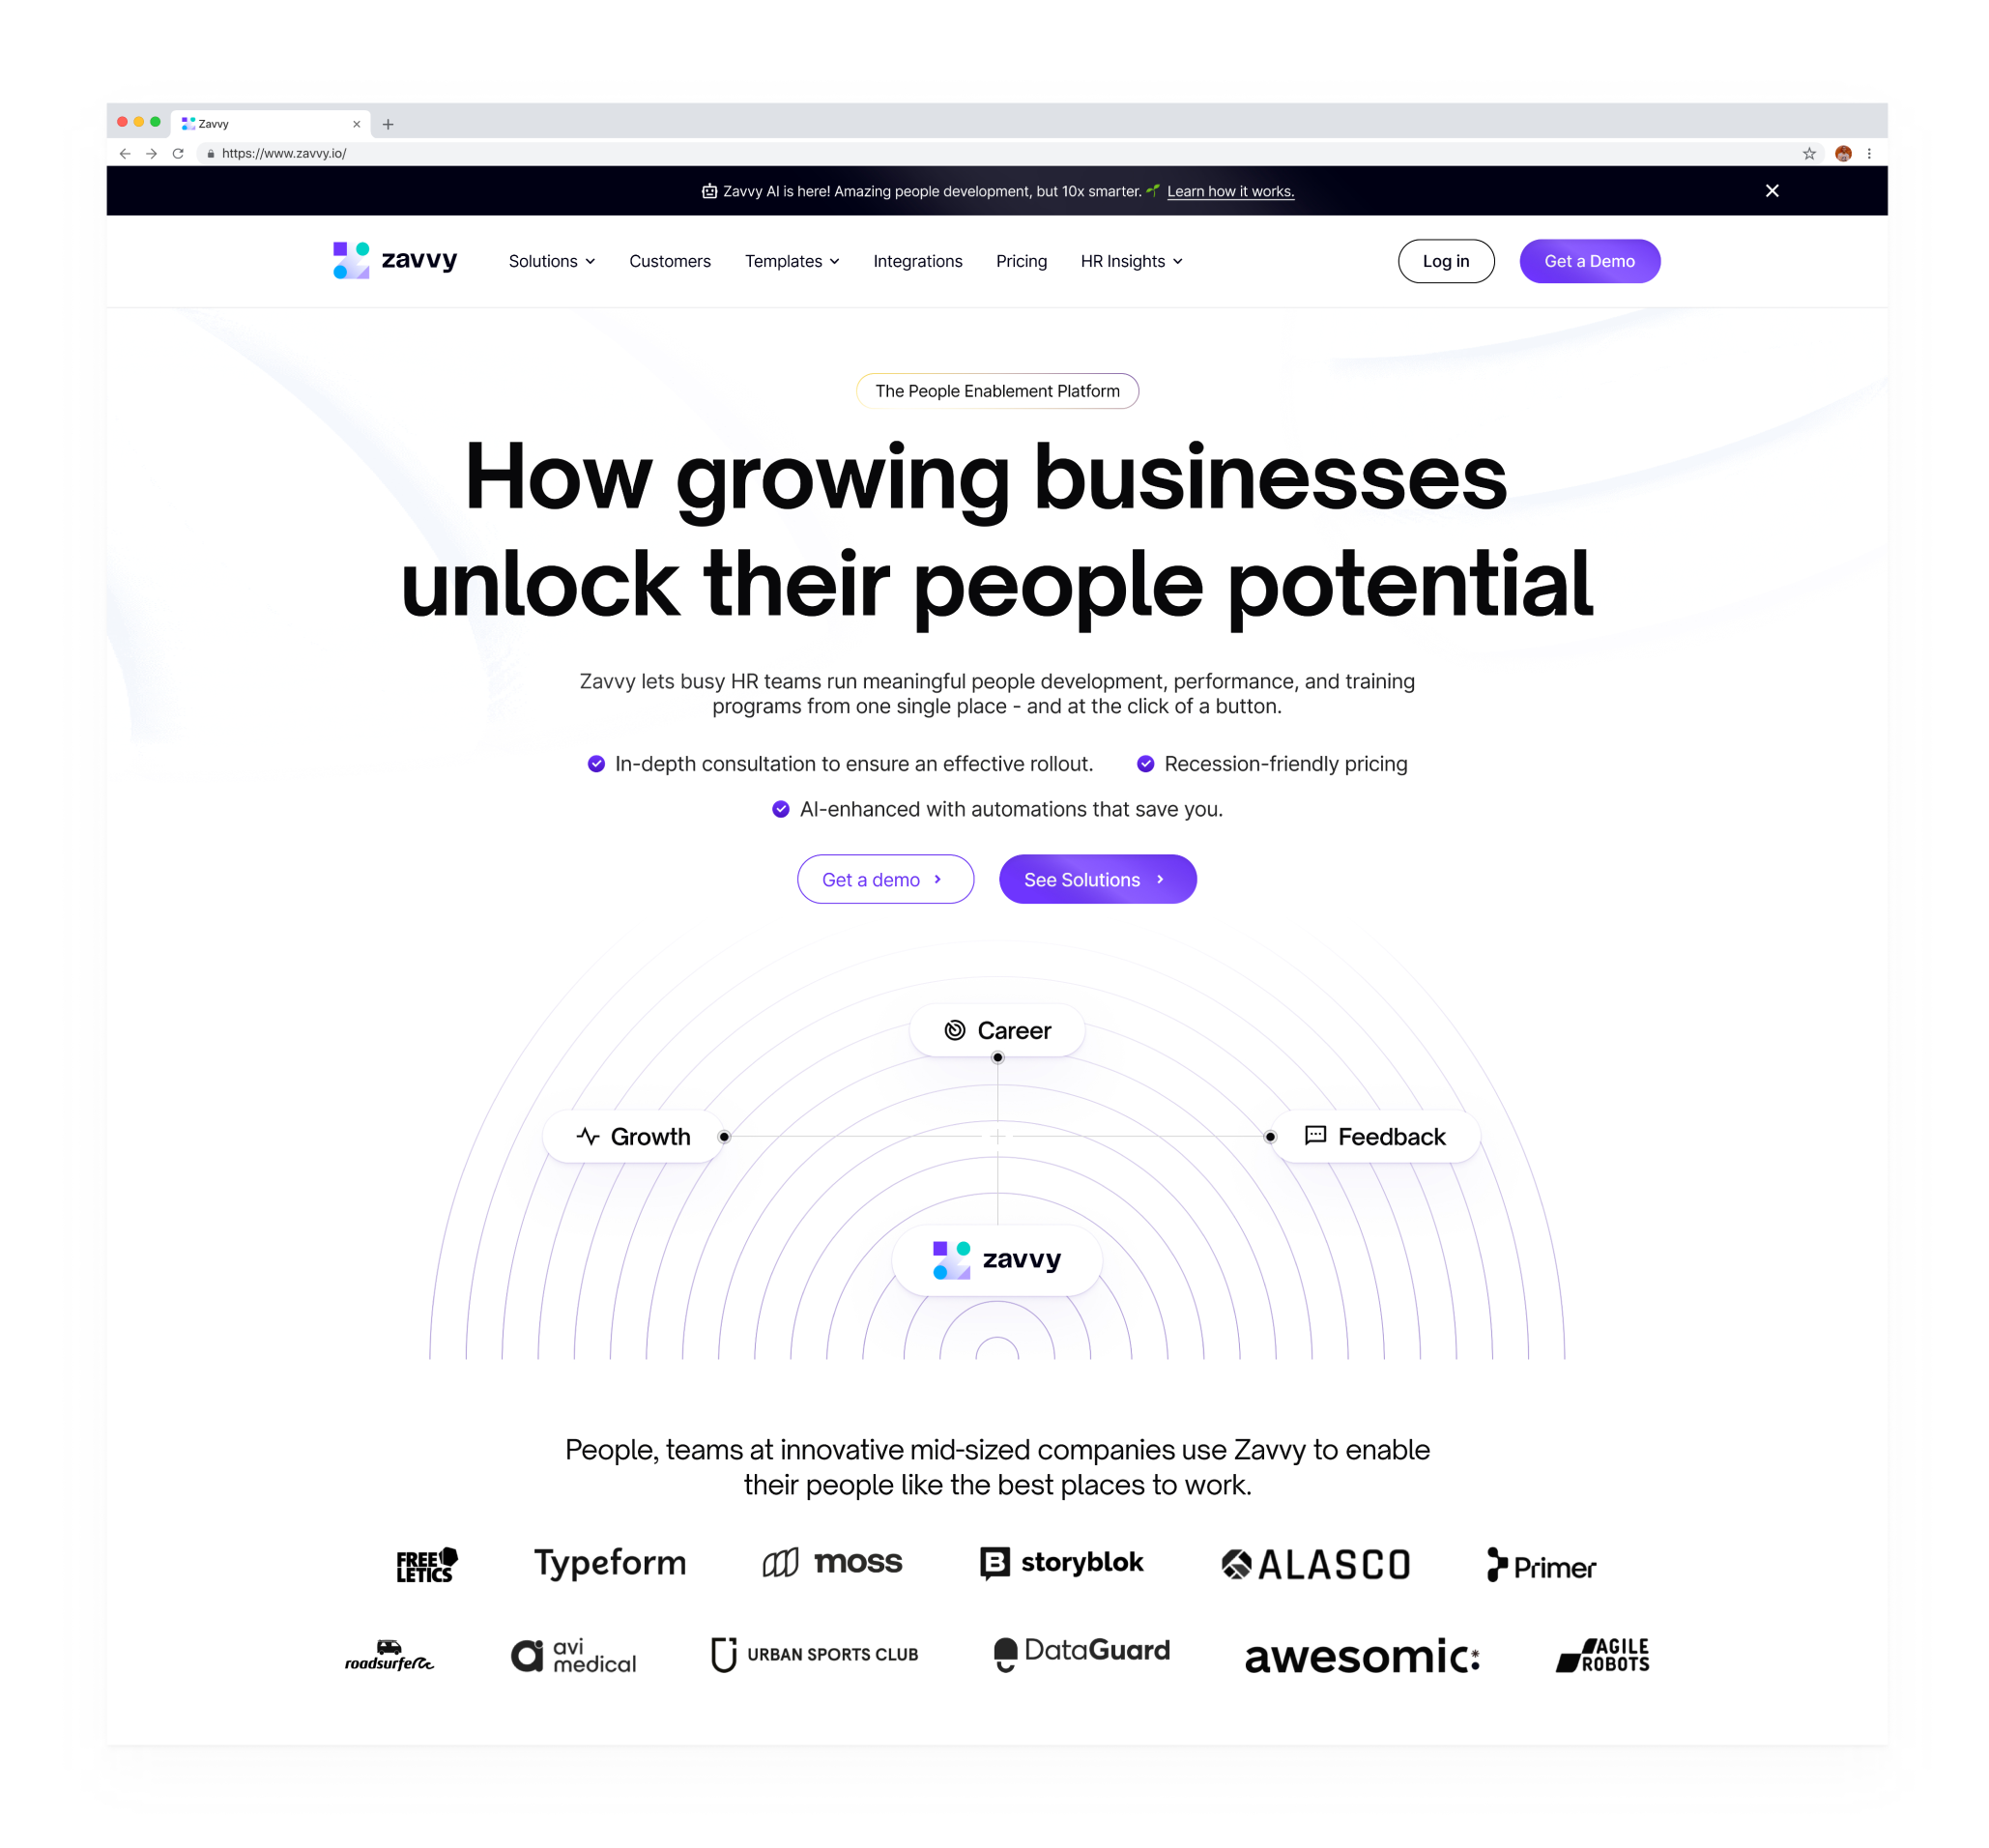 Zavvy
https://www.zavvy.io/
Zavvy AI is here! Amazing people development, but 10x smarter. Learn how it works.
zavvy Solutions Customers Templates Integrations Pricing HR Insights Log in Get a Demo
The People Enablement Platform
How growing businesses
unlock their people potential
Zavvy lets busy HR teams run meaningful people development, performance, and training
programs from one single place - and at the click of a button.
In-depth consultation to ensure an effective rollout. Recession-friendly pricing
AI-enhanced with automations that save you.
Get a demo See Solutions
Career
Growth Feedback
zavvy
People, teams at innovative mid-sized companies use Zavvy to enable
their people like the best places to work.
FREE
LETICS
Typeform
moss
storyblok
ALASCO
Primer
roadsurfer
avi
medical
URBAN SPORTS CLUB
DataGuard
awesomic
AGILE
ROBOTS